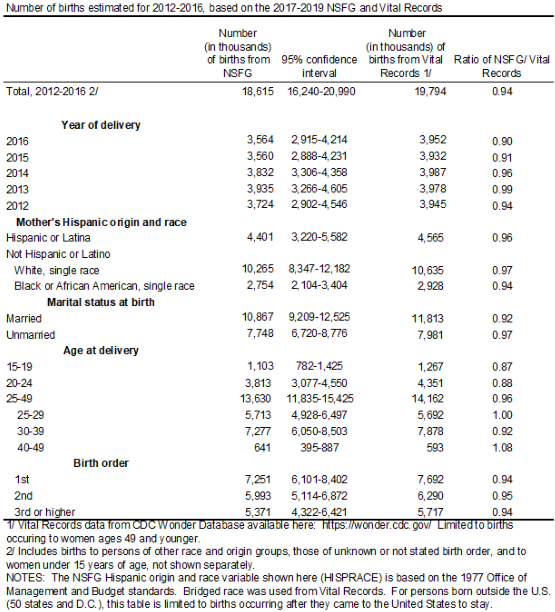 Number of births estimated for 2012-2016, based on the 2017-2019 NSFG and Vital Records
Number (in thousands) of births from NSFG 95% confidence interval Number (in thousands) of births from Vital Records 1/ Ratio of NSFG/ Vital Records
Total, 2012-2016 2/ 18,615 16,240-20,990 19,794 0.94
Year of delivery
2016 3,564 2,915-4,214 3,952 0.90
2015 3,560 2,888-4,231 3,932 0.91
2014 3,832 3,306-4,358 3,987 0.96
2013 3,935 3,266-4,605 3,978 0.99
2012 3,724 2,902-4,546 3,945 0.94
Mother's Hispanic origin and race
Hispanic or Latina 4,401 3,220-5,582 4,565 0.96
Not Hispanic or Latino
White, single race 10,265 8,347-12,182 10,635 0.97
Black or African American, single race 2,754 2,104-3,404 2,928 0.94
Marital status at birth
Married 10,867 9,209-12,525 11,813 0.92
Unmarried 7,748 6,720-8,776 7,981 0.97
Age at delivery
15-19 1,103 782-1,425 1,267 0.87
20-24 3,813 3,077-4,550 4,351 0.88
25-49 13,630 11,835-15,425 14,162 0.96
25-29 5,713 4,928-6,497 5,692 1.00
30-39 7,277 6,050-8,503 7,878 0.92
40-49 641 395-887 593 1.08
Birth order
1st 7,251 6,101-8,402 7,692 0.94
2nd 5,993 5,114-6,872 6,290 0.95
3rd or higher 5,371 4,322-6,421 5,717 0.94
1/ Vital Records data from CDC Wonder Database available here: https://wonder.cdc.gov/ Limited to births
occuring to women ages 49 and younger.
2/ Includes births to persons of other race and origin groups, those of unknown or not stated birth order, and to
women under 15 years of age, not shown separately.
NOTES: The NSFG Hispanic origin and race variable shown here (HISPRACE) is based on the 1977 Office of
Management and Budget standards. Bridged race was used from Vital Records. For persons born outside the U.S.
(50 states and D.C.), this table is limited to births occurring after they came to the United States to stay.